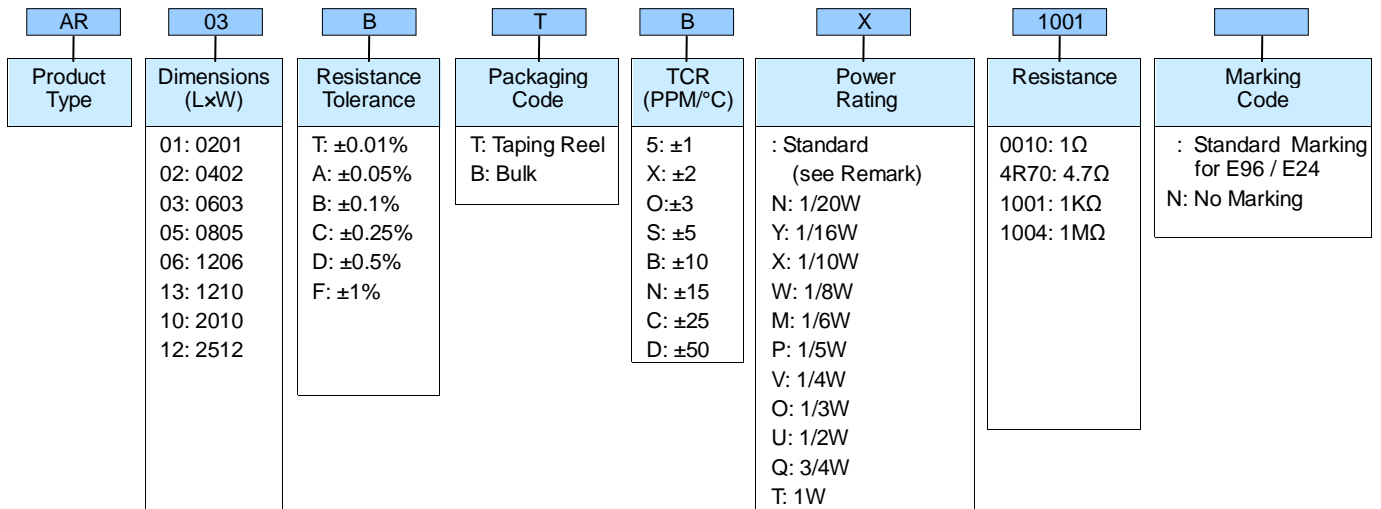 AR 03 B T B X 1001
Product
Type
Dimensions
(L×W)
01: 0201
02: 0402
03: 0603
05: 0805
06: 1206
13: 1210
10: 2010
12: 2512
Resistance
Tolerance
T: ±0.01%
A: ±0.05%
B: ±0.1%
C: ±0.25%
D: ±0.5%
F: ±1%
Packaging
Code
T: Taping Reel
B: Bulk
TCR
(PPM/°C)
5: ±1
X: ±2
O:±3
S: ±5
B: ±10
N: ±15
C: ±25
D: ±50
Power
Rating
: Standard
(see Remark)
N: 1/20W
Y: 1/16W
X: 1/10W
W: 1/8W
M: 1/6W
P: 1/5W
V: 1/4W
O: 1/3W
U: 1/2W
Q: 3/4W
T: 1W
Resistance
0010: 1Ω
4R70: 4.7Ω
1001: 1KΩ
1004: 1MΩ
Marking
Code
: Standard Marking
for E96 / E24
N: No Marking